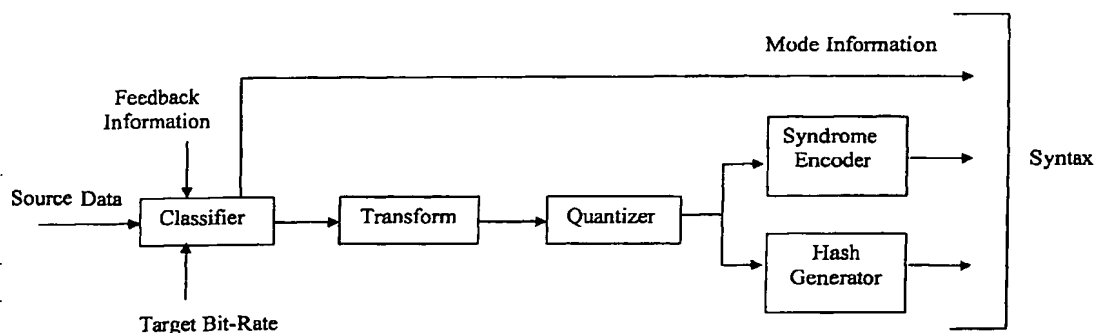 Mode Information
Feedback
Information
Syndrome
Encoder
Syntax
Source Data
Classifier
Transform
Quantizer
Hash
Generator
Target Bit-Rate